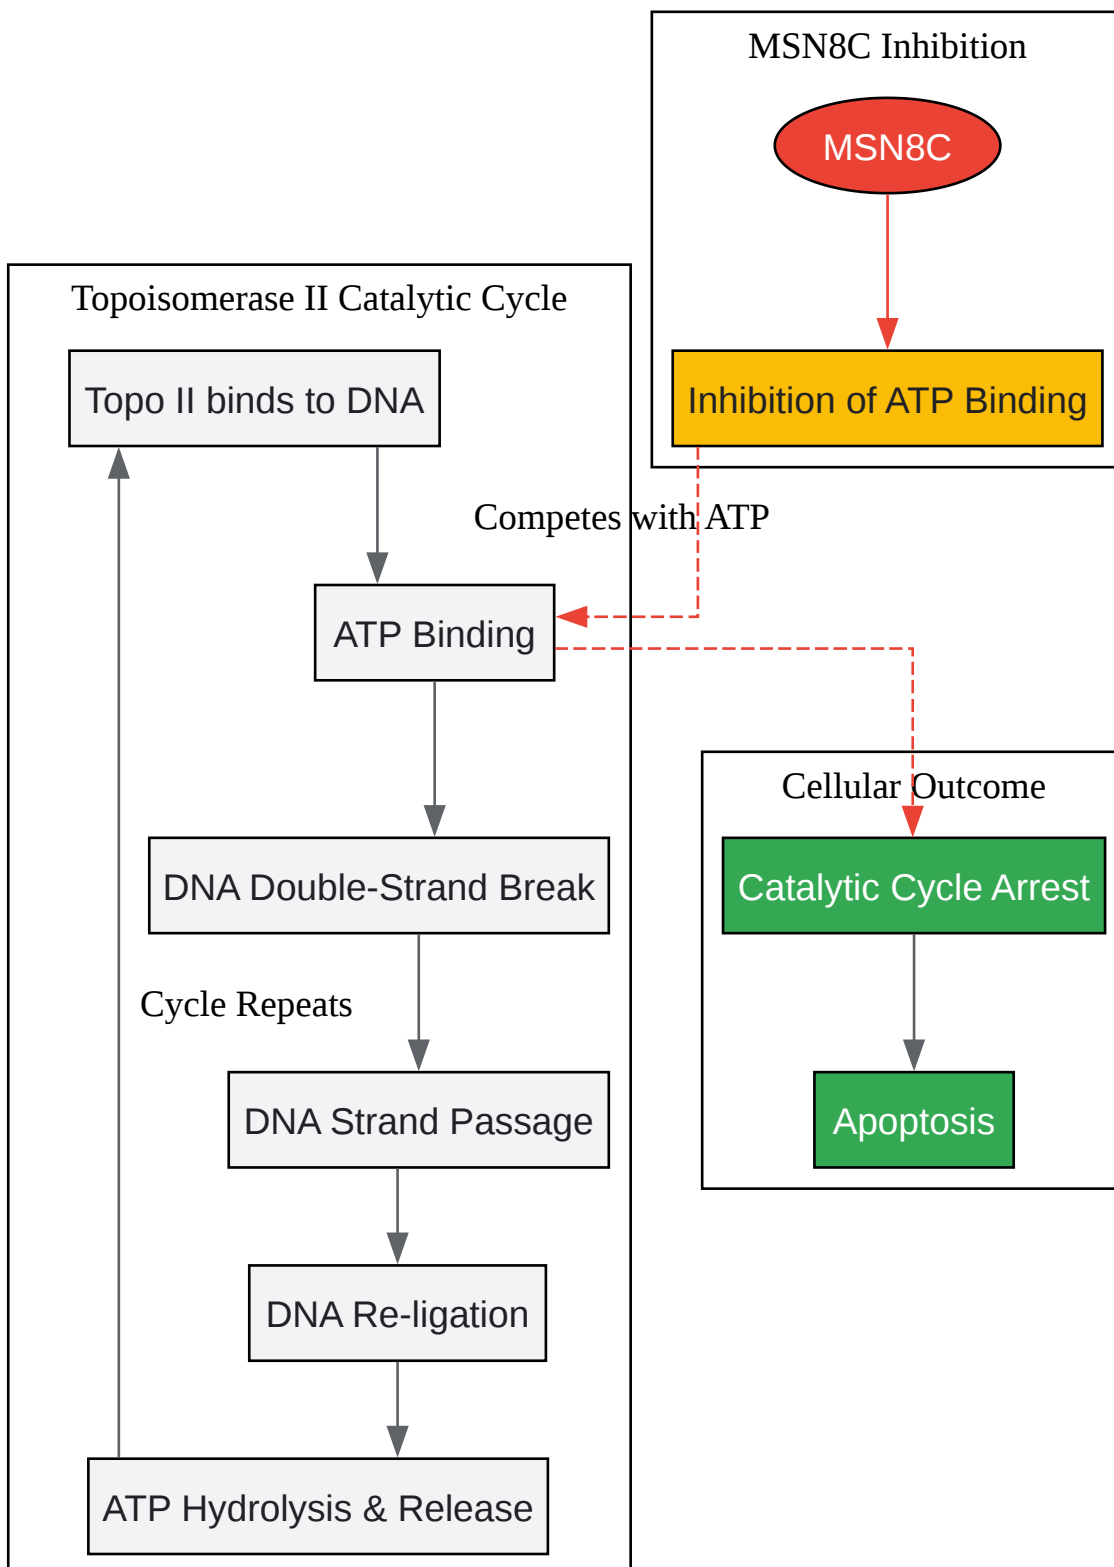 MSN8C Inhibition
MSN8C
Topoisomerase II Catalytic Cycle
Topo II binds to DNA
Inhibition of ATP Binding
Competes with ATP
ATP Binding
Cellular Outcome
DNA Double-Strand Break
Catalytic Cycle Arrest
Cycle Repeats
DNA Strand Passage
Apoptosis
DNA Re-ligation
ATP Hydrolysis & Release